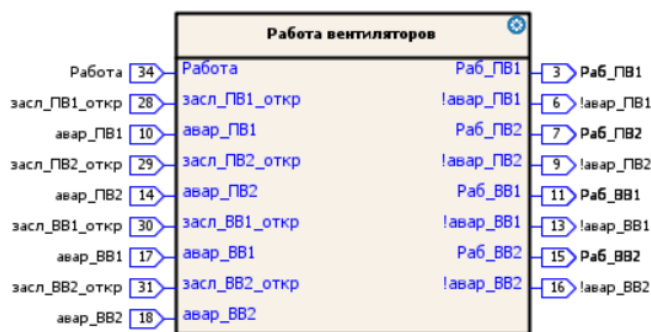 Работа вентиляторов
Работа 34 Работа Раб_ПВ1 3 Раб_ПВ1
засл_ПВ1_откр 28 засл_ПВ1_откр !авар_ПВ1 6 !авар_ПВ1
авар_ПВ1 10 авар_ПВ1 Раб_ПВ2 7 Раб_ПВ2
засл_ПВ2_откр 29 засл_ПВ2_откр !авар_ПВ2 9 !авар_ПВ2
авар_ПВ2 14 авар_ПВ2 Раб_ВВ1 11 Раб_ВВ1
засл_ВВ1_откр 30 засл_ВВ1_откр !авар_ВВ1 13 !авар_ВВ1
авар_ВВ1 17 авар_ВВ1 Раб_ВВ2 15 Раб_ВВ2
засл_ВВ2_откр 31 засл_ВВ2_откр !авар_ВВ2 16 !авар_ВВ2
авар_ВВ2 18 авар_ВВ2